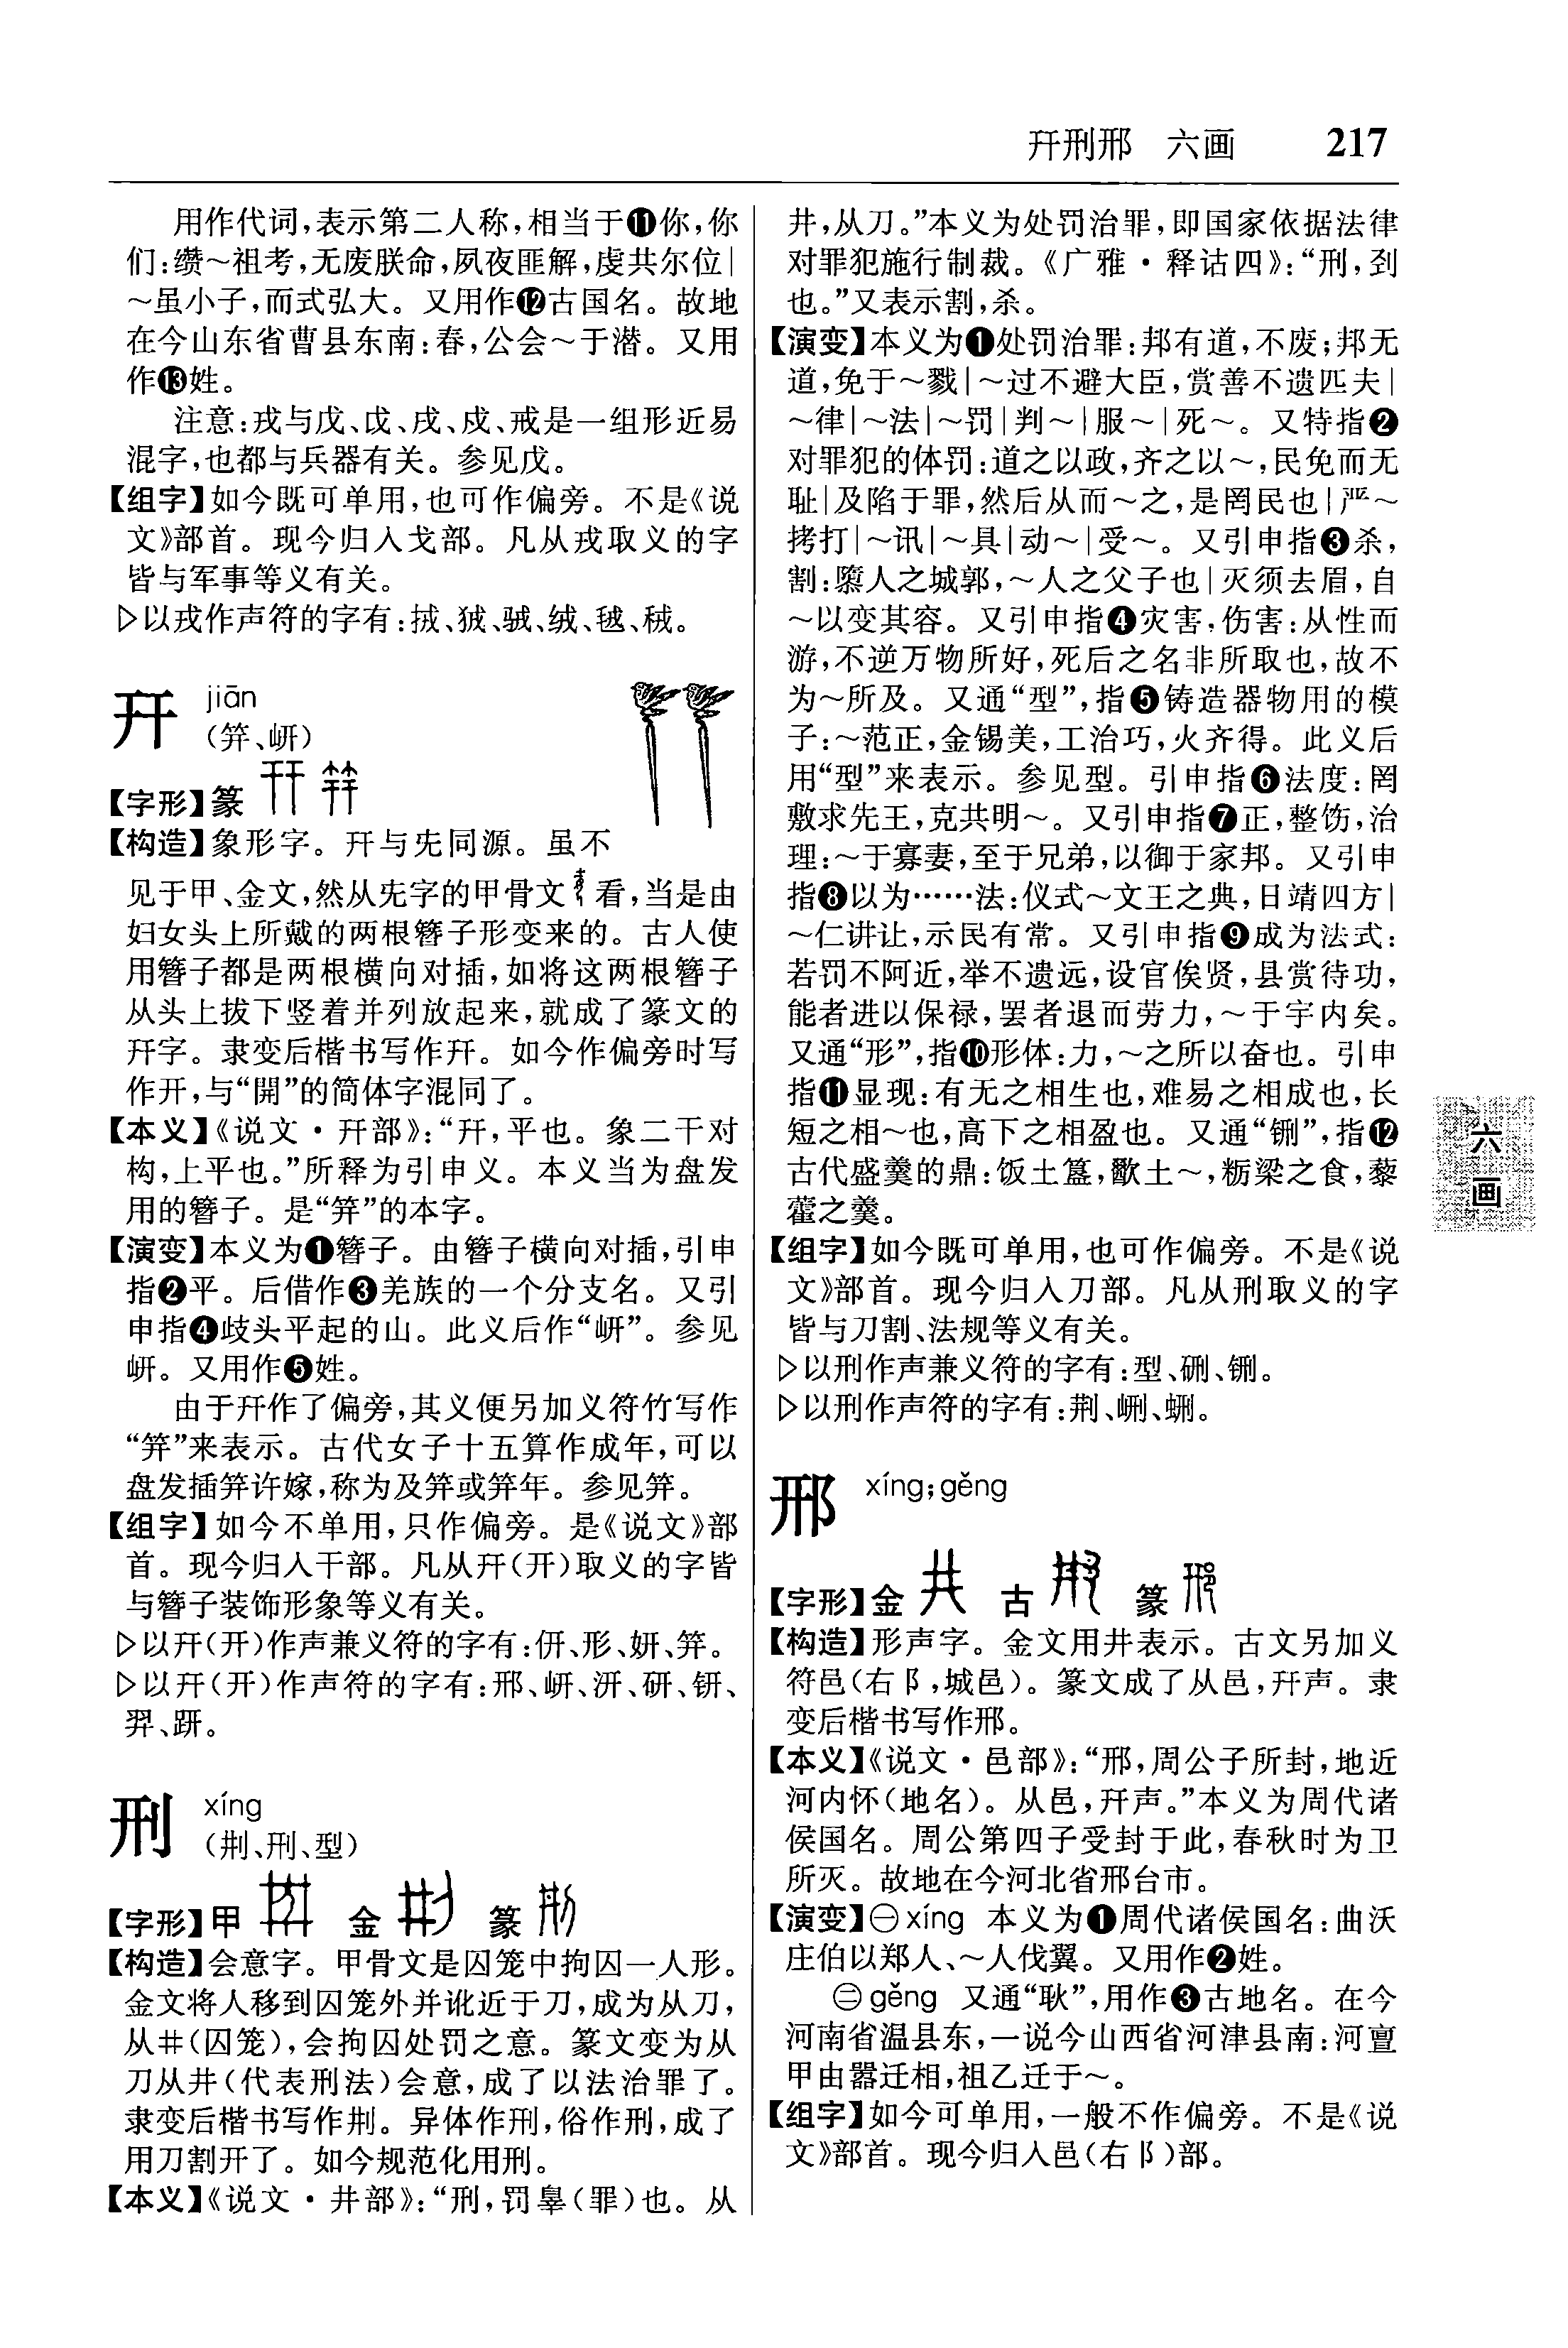 开刑邢　六画　217
用作代词,表示第二人称,相当于⓫你,你
们:缵～祖考,无废朕命,夙夜匪解,虔共尔位|
～虽小子,而式弘大。又用作⓬古国名。故地
在今山东省曹县东南:春,公会～于潜。又用
作⓭姓。
注意:戎与戊、戉、戌、戍、戒是一组形近易
混字,也都与兵器有关。参见戊。
【组字】如今既可单用,也可作偏旁。不是《说
文》部首。现今归入戈部。凡从戎取义的字
皆与军事等义有关。
▷以戎作声符的字有:拔、狨、駥、绒、毧、栻。
幵 jiān
(笄、岍)
【字形】篆
【构造】象形字。幵与兂同源。虽不
见于甲、金文,然从兂字的甲骨文看,当是由
妇女头上所戴的两根簪子形变来的。古人使
用簪子都是两根横向对插,如将这两根簪子
从头上拔下竖着并列放起来,就成了篆文的
幵字。隶变后楷书写作幵。如今作偏旁时写
作开,与“開”的简体字混同了。
【本义】《说文·幵部》:“幵,平也。象二干对
构,上平也。”所释为引申义。本义当为盘发
用的簪子。是“笄”的本字。
【演变】本义为❶簪子。由簪子横向对插,引申
指❷平。后借作❸羌族的一个分支名。又引
申指❹歧头平起的山。此义后作“岍”。参见
岍。又用作❺姓。
由于幵作了偏旁,其义便另加义符竹写作
“笄”来表示。古代女子十五算作成年,可以
盘发插笄许嫁,称为及笄或笄年。参见笄。
【组字】如今不单用,只作偏旁。是《说文》部
首。现今归入干部。凡从幵(开)取义的字皆
与簪子装饰形象等义有关。
▷以幵(开)作声兼义符的字有:併、形、妍、笄。
▷以幵(开)作声符的字有:邢、岍、汧、研、钘、
羿、趼。
刑 xíng
(荆、刑、型)
【字形】甲　金　篆
【构造】会意字。甲骨文是囚笼中拘囚一人形。
金文将人移到囚笼外并讹近于刀,成为从刀,
从井(囚笼),会拘囚处罚之意。篆文变为从
刀从井(代表刑法)会意,成了以法治罪了。
隶变后楷书写作㓝。异体作刑,俗作刑,成了
用刀割开了。如今规范化用刑。
【本义】《说文·井部》:“刑,罚辠(罪)也。从
井,从刀。”本义为处罚治罪,即国家依据法律
对罪犯施行制裁。《广雅·释诂四》:“刑,刭
也。”又表示割,杀。
【演变】本义为❶处罚治罪:邦有道,不废;邦无
道,免于～戮|～过不避大臣,赏善不遗匹夫|
～律|～法|～罚|判～|服～|死～。又特指❷
对罪犯的体罚:道之以政,齐之以～,民免而无
耻|及陷于罪,然后从而～之,是罔民也|严～
拷打|～讯|～具|动～|受～。又引申指❸杀,
割:隳人之城郭,～人之父子也|灭须去眉,自
～以变其容。又引申指❹灾害,伤害:从性而
游,不逆万物所好,死后之名非所取也,故不
为～所及。又通“型”,指❺铸造器物用的模
子:～范正,金锡美,工治巧,火齐得。此义后
用“型”来表示。参见型。引申指❻法度:罔
敷求先王,克共明～。又引申指❼正,整饬,治
理:～于寡妻,至于兄弟,以御于家邦。又引申
指❽以为……法:仪式～文王之典,日靖四方|
～仁讲让,示民有常。又引申指❾成为法式:
若罚不阿近,举不遗远,设官俟贤,县赏待功,
能者进以保禄,罢者退而劳力,～于宇内矣。
又通“形”,指❿形体:力,～之所以奋也。引申
指⓫显现:有无之相生也,难易之相成也,长
短之相～也,高下之相盈也。又通“铏”,指⓬
古代盛羹的鼎:饭土簋,歠土～,粝粱之食,藜
藿之羹。
【组字】如今既可单用,也可作偏旁。不是《说
文》部首。现今归入刀部。凡从刑取义的字
皆与刀割、法规等义有关。
▷以刑作声兼义符的字有:型、硎、铏。
▷以刑作声符的字有:荆、㭐、蛢。
邢 xíng;gěng
【字形】金　古　篆
【构造】形声字。金文用井表示。古文另加义
符邑(右阝,城邑)。篆文成了从邑,幵声。隶
变后楷书写作邢。
【本义】《说文·邑部》:“邢,周公子所封,地近
河内怀(地名)。从邑,幵声。”本义为周代诸
侯国名。周公第四子受封于此,春秋时为卫
所灭。故地在今河北省邢台市。
【演变】㊀xíng 本义为❶周代诸侯国名:曲沃
庄伯以郑人、～人伐翼。又用作❷姓。
㊁gěng 又通“耿”,用作❸古地名。在今
河南省温县东,一说今山西省河津县南:河亶
甲由嚣迁相,祖乙迁于～。
【组字】如今可单用,一般不作偏旁。不是《说
文》部首。现今归入邑(右阝)部。
六
画